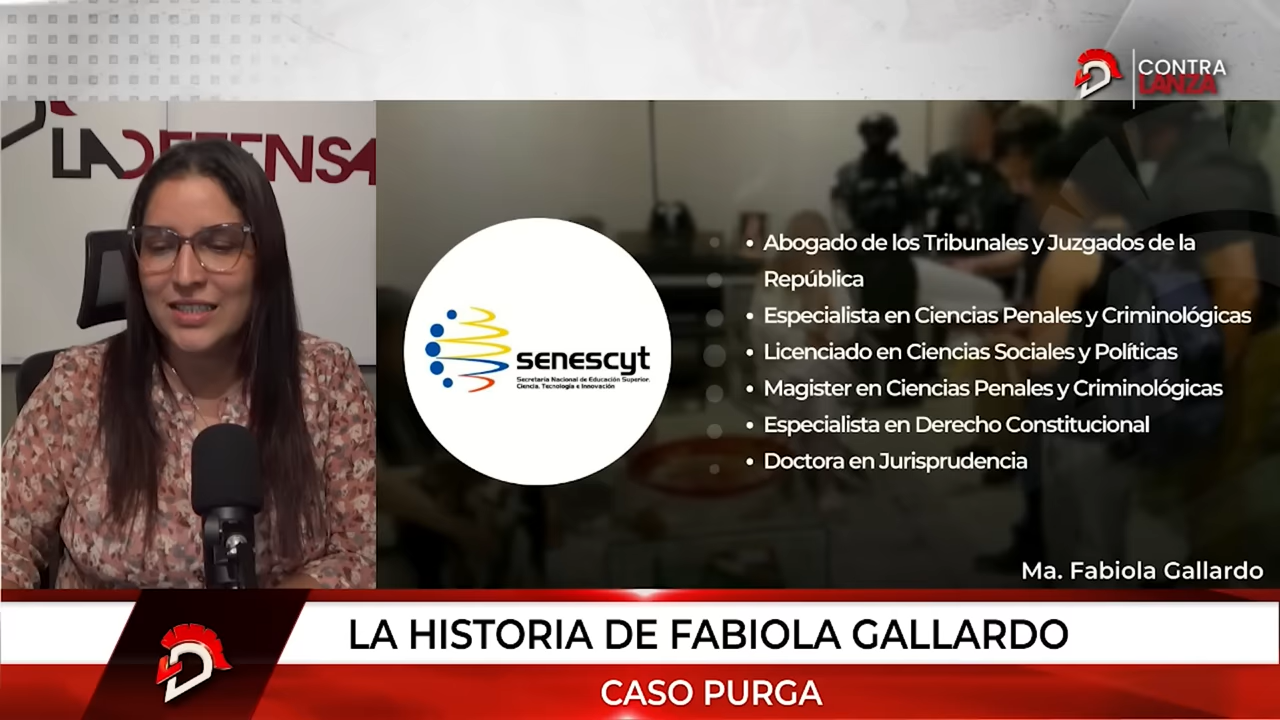 CONTRA
LANZA
LADEFENSA
senescyt
Secretaría Nacional de Educación Superior,
Ciencia, Tecnología e Innovación
• Abogado de los Tribunales y Juzgados de la
República
• Especialista en Ciencias Penales y Criminológicas
• Licenciado en Ciencias Sociales y Políticas
• Magister en Ciencias Penales y Criminológicas
• Especialista en Derecho Constitucional
• Doctora en Jurisprudencia
Ma. Fabiola Gallardo
LA HISTORIA DE FABIOLA GALLARDO
CASO PURGA